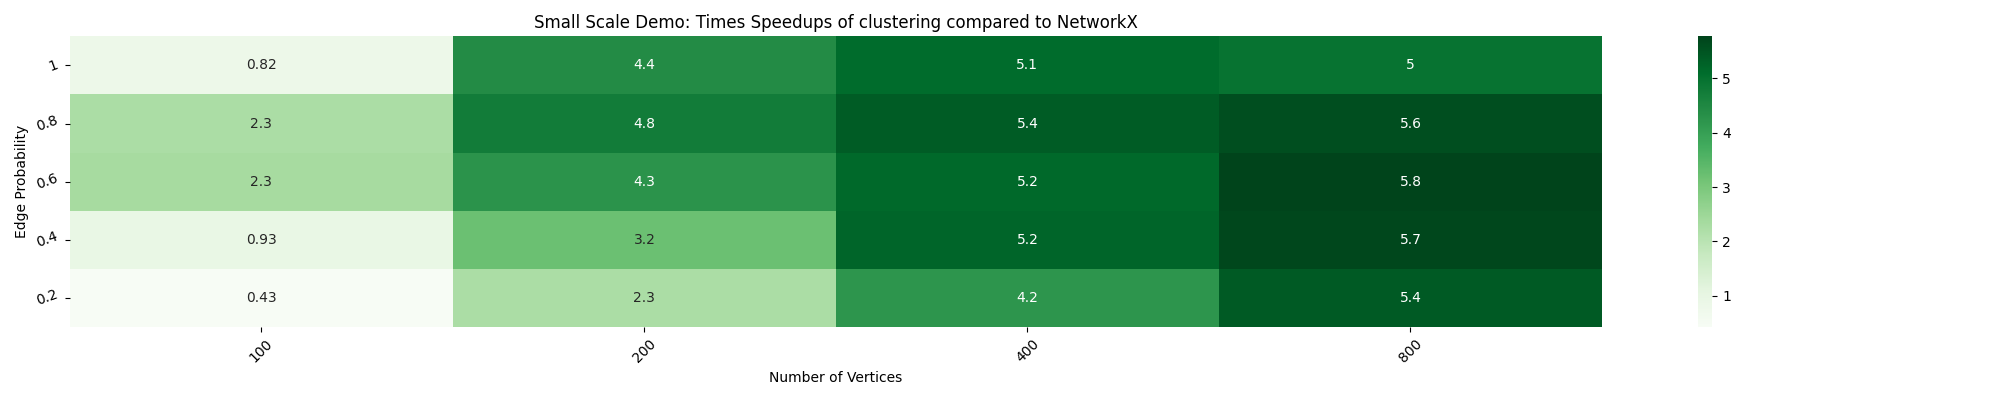 Small Scale Demo: Times Speedups of clustering compared to NetworkX
Edge Probability
1 0.82 4.4 5.1 5
0.8 2.3 4.8 5.4 5.6
0.6 2.3 4.3 5.2 5.8
0.4 0.93 3.2 5.2 5.7
0.2 0.43 2.3 4.2 5.4
100 200 400 800
Number of Vertices
5
4
3
2
1